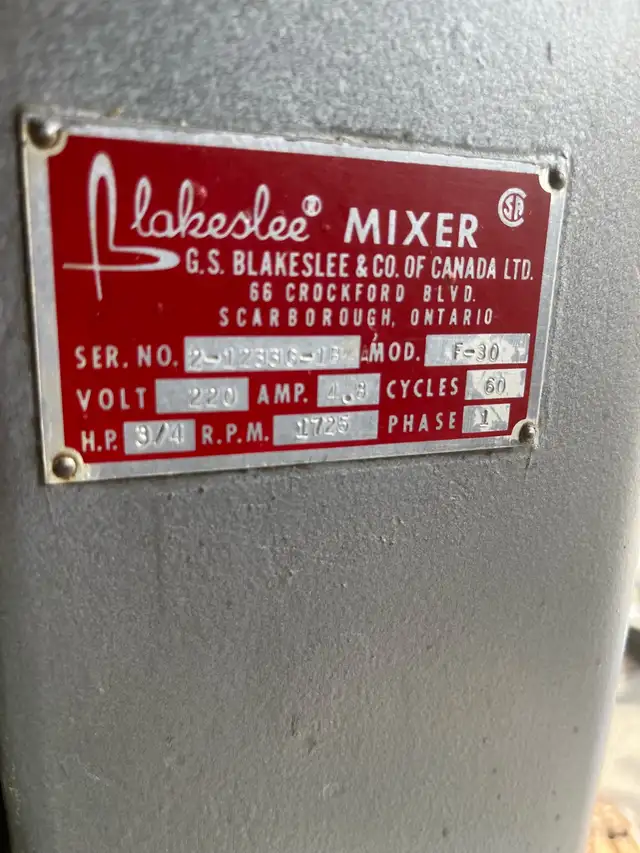 Blakeslee® MIXER
G.S. BLAKESLEE & CO. OF CANADA LTD.
66 CROCKFORD BLVD.
SCARBOROUGH, ONTARIO
SER. NO. MOD. F-30
VOLT 220 AMP. 4.8 CYCLES 60
H.P. 3/4 R.P.M. 1725 PHASE 1